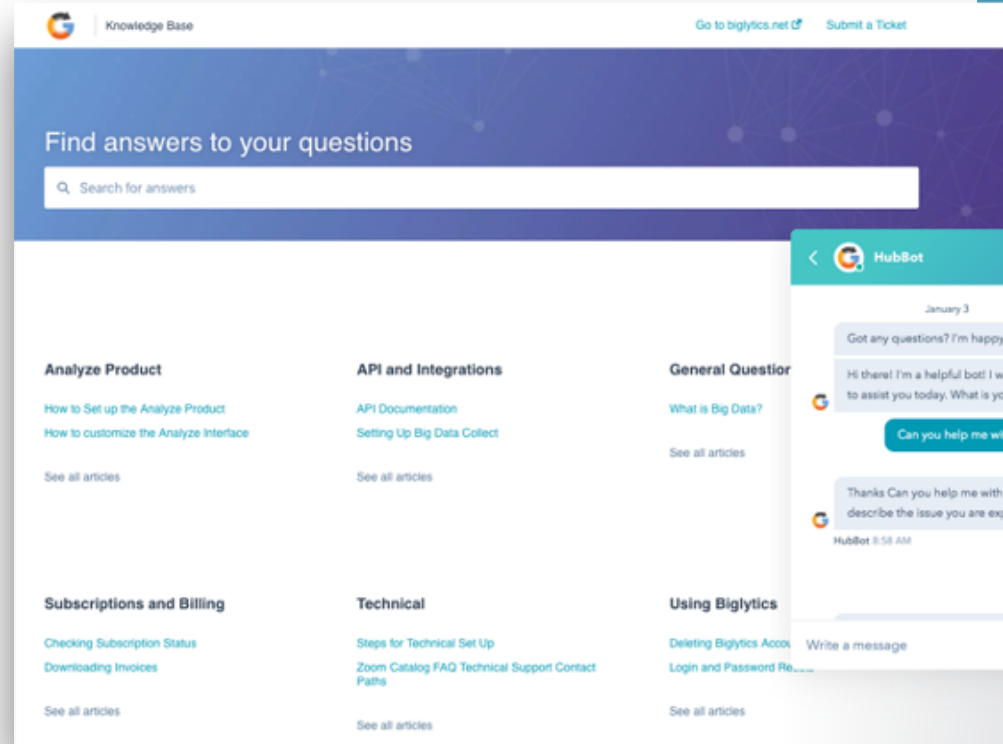 Knowledge Base
Go to biglytics.net
Submit a Ticket
Find answers to your questions
Search for answers
Analyze Product
How to Set up the Analyze Product
How to customize the Analyze Interface
See all articles
API and Integrations
API Documentation
Setting Up Big Data Collect
See all articles
General Question
What is Big Data?
See all articles
Subscriptions and Billing
Checking Subscription Status
Downloading Invoices
See all articles
Technical
Steps for Technical Set Up
Zoom Catalog FAQ Technical Support Contact
Paths
See all articles
Using Biglytics
Deleting Biglytics
Login and Password
See all articles
HubBot
January 3
Got any questions? I'm happy
Hi there! I'm a helpful bot! I
to assist you today. What is
Can you help me
Thanks Can you help me with
describe the issue you are
HubBot 8:58 AM
Write a message